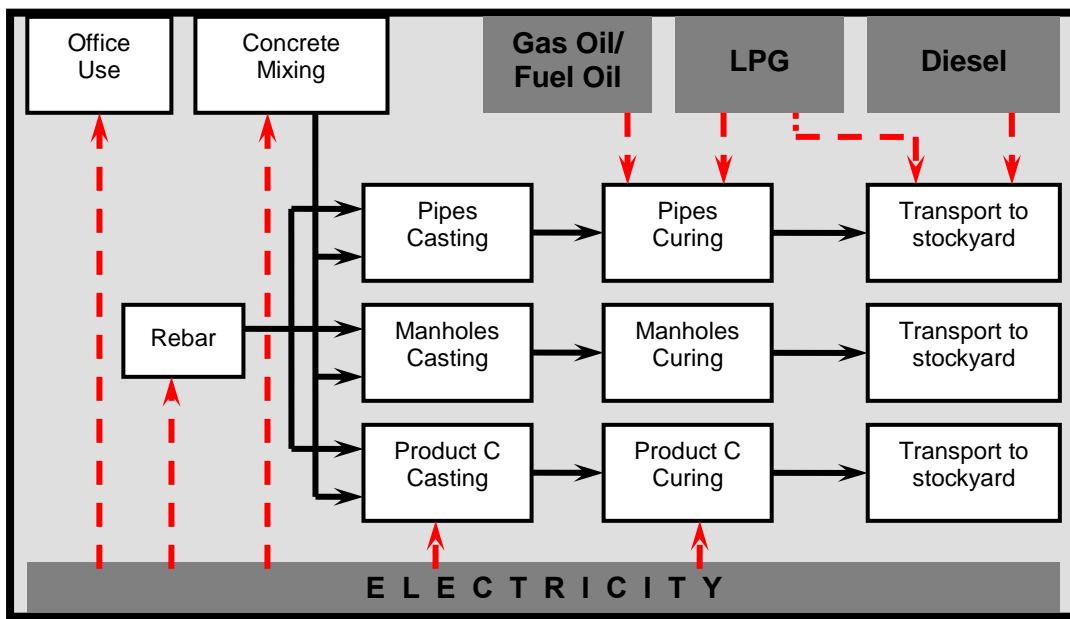 Office
Use
Concrete
Mixing
Gas Oil/
Fuel Oil
LPG
Diesel
Pipes
Casting
Pipes
Curing
Transport to
stockyard
Rebar
Manholes
Casting
Manholes
Curing
Transport to
stockyard
Product C
Casting
Product C
Curing
Transport to
stockyard
E L E C T R I C I T Y